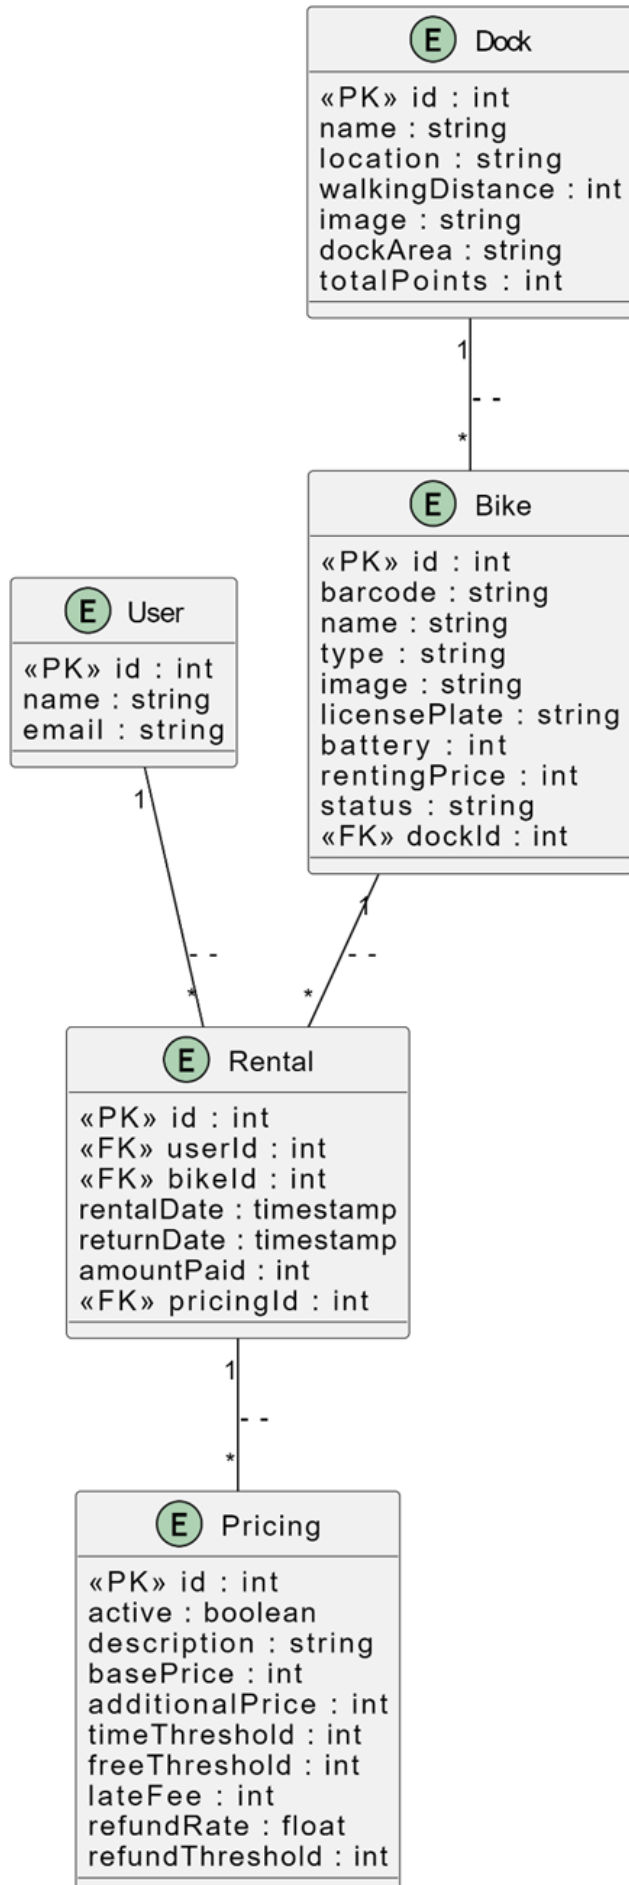 E Dock
«PK» id : int
name : string
location : string
walkingDistance : int
image : string
dockArea : string
totalPoints : int
1
--
*
E Bike
«PK» id : int
barcode : string
name : string
type : string
image : string
licensePlate : string
battery : int
rentingPrice : int
status : string
«FK» dockId : int
E User
«PK» id : int
name : string
email : string
1
--
*
1
--
*
E Rental
«PK» id : int
«FK» userId : int
«FK» bikeId : int
rentalDate : timestamp
returnDate : timestamp
amountPaid : int
«FK» pricingId : int
1
--
*
E Pricing
«PK» id : int
active : boolean
description : string
basePrice : int
additionalPrice : int
timeThreshold : int
freeThreshold : int
lateFee : int
refundRate : float
refundThreshold : int